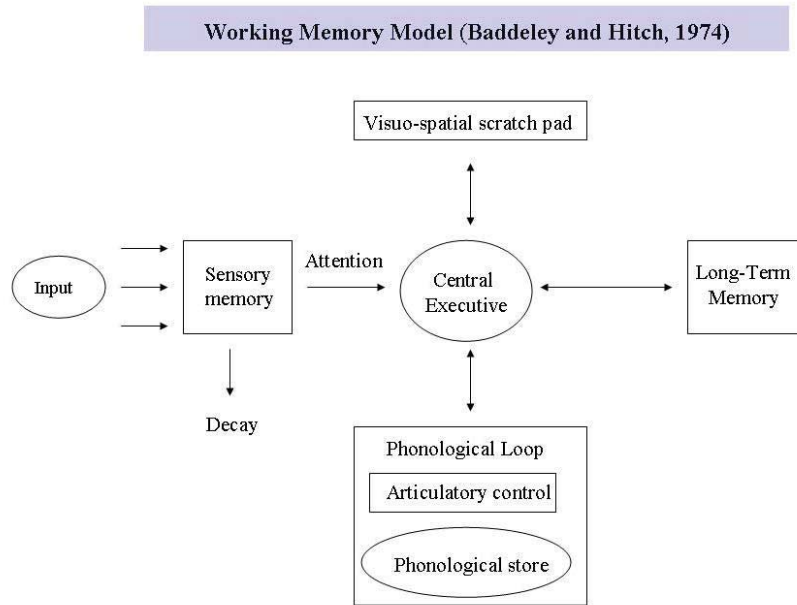 Working Memory Model (Baddeley and Hitch, 1974)
Visuo-spatial scratch pad
Input
Sensory
memory
Attention
Central
Executive
Long-Term
Memory
Decay
Phonological Loop
Articulatory control
Phonological store